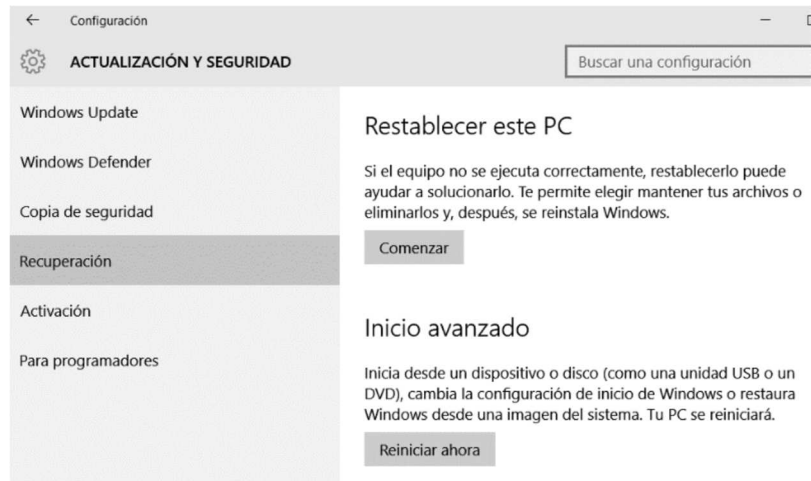 Configuración
ACTUALIZACIÓN Y SEGURIDAD
Buscar una configuración
Windows Update
Windows Defender
Copia de seguridad
Recuperación
Activación
Para programadores
Restablecer este PC
Si el equipo no se ejecuta correctamente, restablecerlo puede
ayudar a solucionarlo. Te permite elegir mantener tus archivos o
eliminarlos y, después, se reinstala Windows.
Comenzar
Inicio avanzado
Inicia desde un dispositivo o disco (como una unidad USB o un
DVD), cambia la configuración de inicio de Windows o restaura
Windows desde una imagen del sistema. Tu PC se reiniciará.
Reiniciar ahora